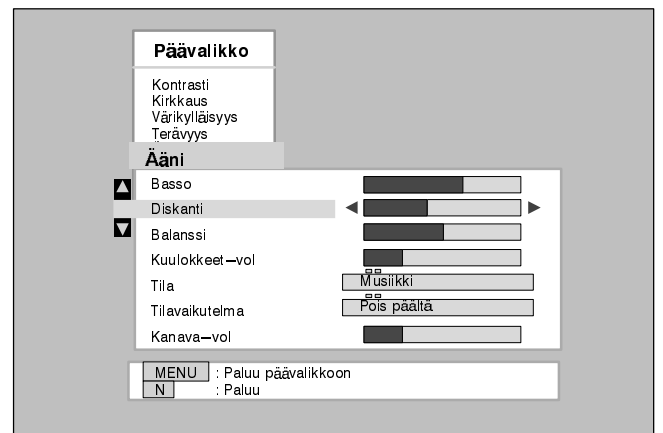 Päävalikko
Kontrasti
Kirkkaus
Värikylläisyys
Terävyys
Ääni
Basso
Diskanti
Balanssi
Kuulokkeet–vol
Tila Musiikki
Tilavaikutelma Pois päältä
Kanava–vol
MENU : Paluu päävalikkoon
N : Paluu